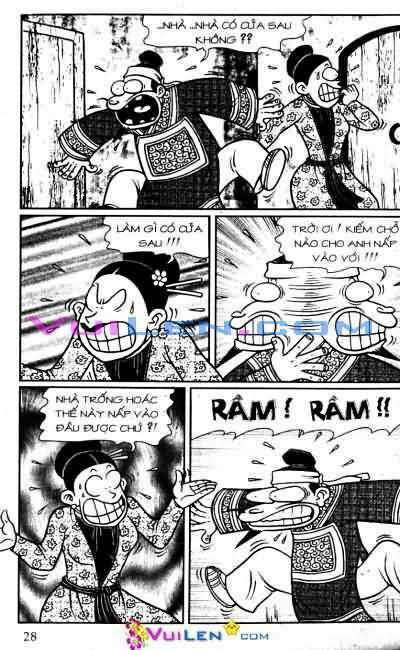 ..NHÀ ...NHÀ CÓ CỬA SAU
KHÔNG ??
LÀM GÌ CÓ CỬA
SAU !!!
TRỜI ƠI ! KIẾM CHỖ
NÀO CHO ANH NẤP
VÀO VỚI !!!
VUILEN.COM
NHÀ TRỐNG HOÁC
THẾ NÀY NẤP VÀO
ĐÂU ĐƯỢC CHỨ ?!
RẦM ! RẦM !!
28
VUILEN.COM